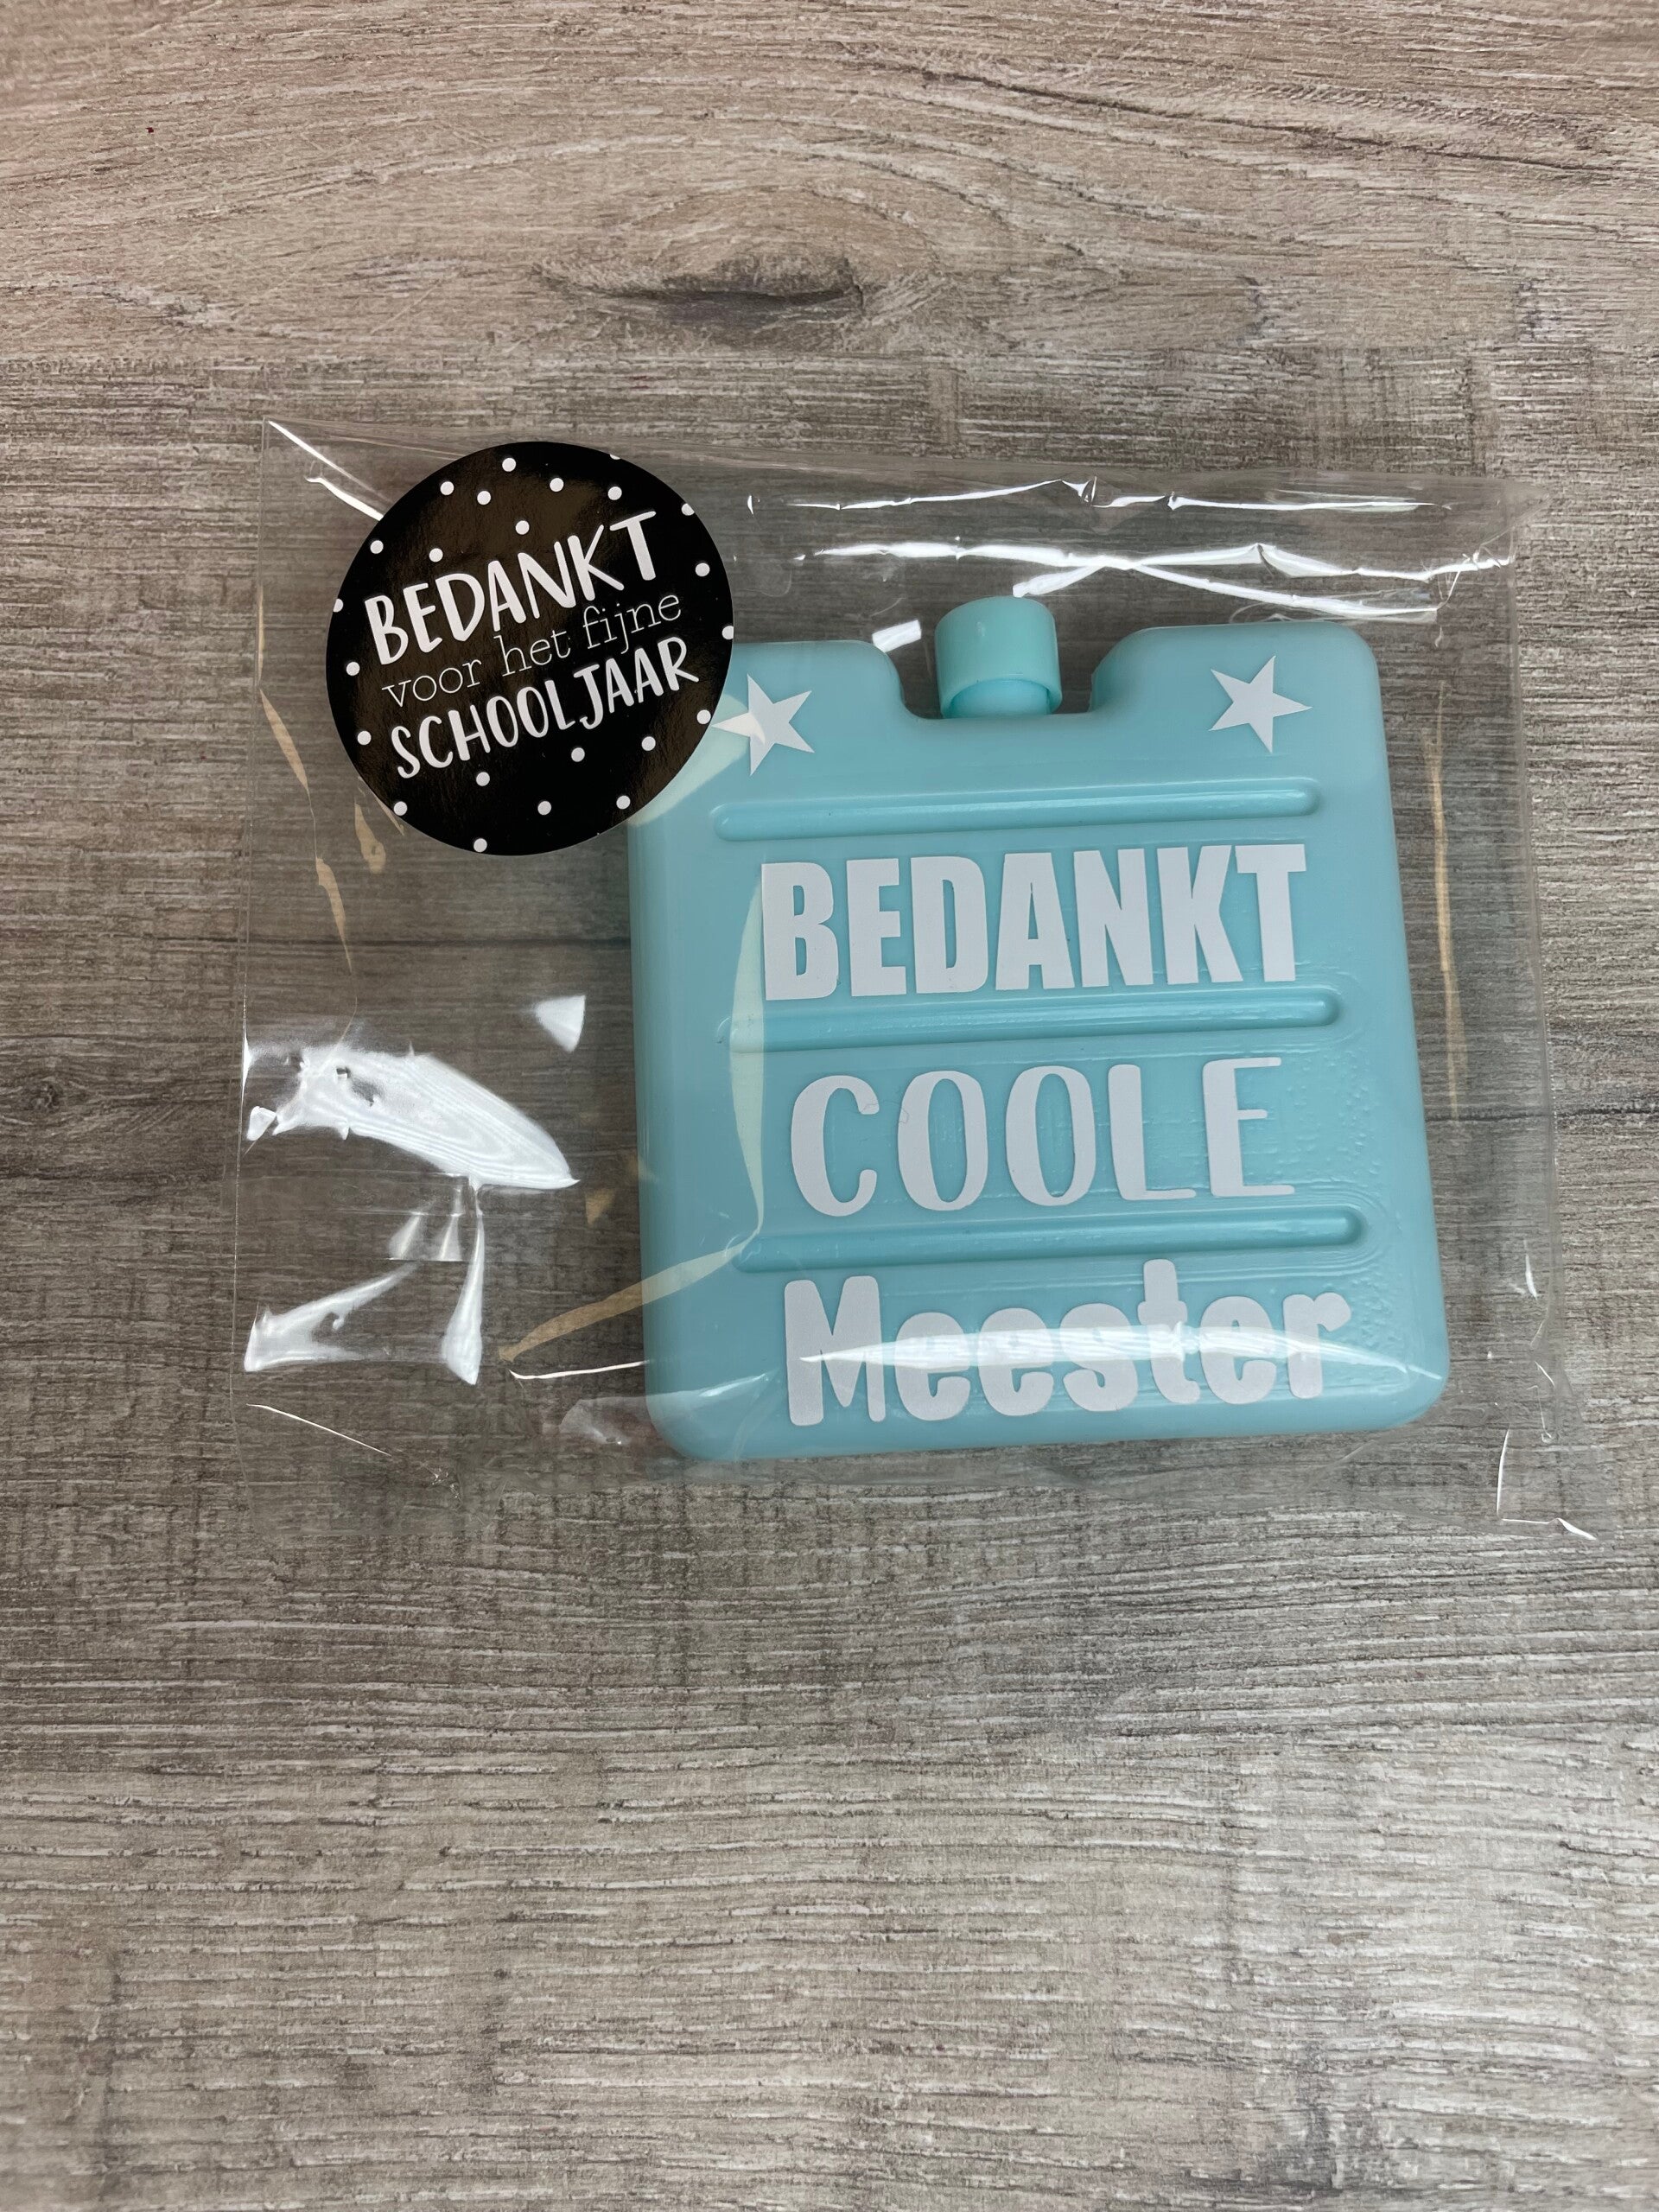 BEDANKT
voor het fijne
SCHOOLJAAR
BEDANKT
COOLE
Meester